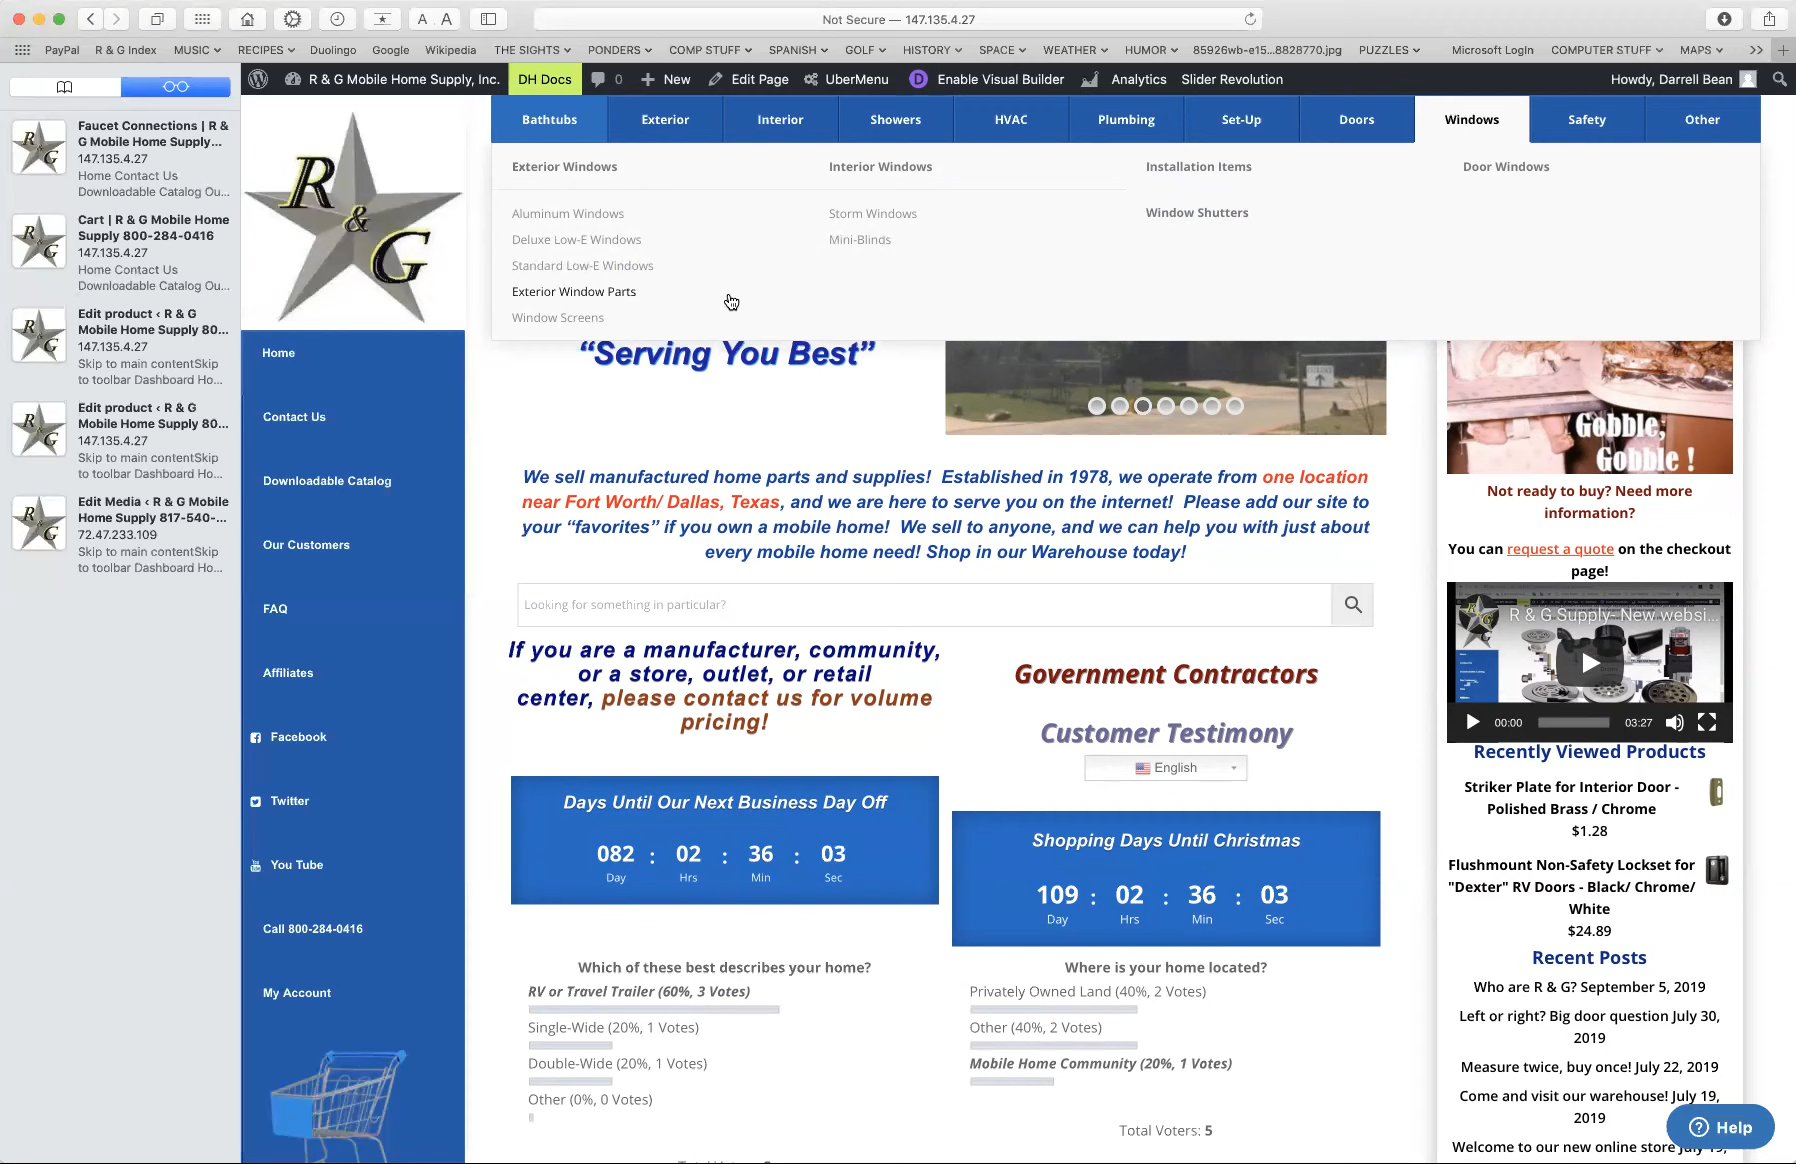 Not Secure — 147.135.4.27
PayPal R & G Index MUSIC RECIPES Duolingo Google Wikipedia THE SIGHTS PONDERS COMP STUFF SPANISH GOLF HISTORY SPACE WEATHER HUMOR 85926wb-e15...8828770.jpg PUZZLES Microsoft LogIn COMPUTER STUFF MAPS
R & G Mobile Home Supply, Inc. DH Docs 0 New Edit Page UberMenu Enable Visual Builder Analytics Slider Revolution Howdy, Darrell Bean
Faucet Connections | R &
G Mobile Home Supply...
147.135.4.27
Home Contact Us
Downloadable Catalog Ou...
Cart | R & G Mobile Home
Supply 800-284-0416
147.135.4.27
Home Contact Us
Downloadable Catalog Ou...
Edit product ‹ R & G
Mobile Home Supply 80...
147.135.4.27
Skip to main contentSkip
to toolbar Dashboard Ho...
Edit product ‹ R & G
Mobile Home Supply 80...
147.135.4.27
Skip to main contentSkip
to toolbar Dashboard Ho...
Edit Media ‹ R & G Mobile
Home Supply 817-540-...
72.47.233.109
Skip to main contentSkip
to toolbar Dashboard Ho...
R & G
Home
Contact Us
Downloadable Catalog
Our Customers
FAQ
Affiliates
Facebook
Twitter
You Tube
Call 800-284-0416
My Account
Bathtubs Exterior Interior Showers HVAC Plumbing Set-Up Doors Windows Safety Other
Exterior Windows
Aluminum Windows
Deluxe Low-E Windows
Standard Low-E Windows
Exterior Window Parts
Window Screens
Interior Windows
Storm Windows
Mini-Blinds
Installation Items
Window Shutters
Door Windows
“Serving You Best”
We sell manufactured home parts and supplies! Established in 1978, we operate from one location
near Fort Worth/ Dallas, Texas, and we are here to serve you on the internet! Please add our site to
your “favorites” if you own a mobile home! We sell to anyone, and we can help you with just about
every mobile home need! Shop in our Warehouse today!
Looking for something in particular?
If you are a manufacturer, community,
or a store, outlet, or retail
center, please contact us for volume
pricing!
Government Contractors
Customer Testimony
English
Days Until Our Next Business Day Off
082 : 02 : 36 : 03
Day Hrs Min Sec
Shopping Days Until Christmas
109 : 02 : 36 : 03
Day Hrs Min Sec
Which of these best describes your home?
RV or Travel Trailer (60%, 3 Votes)
Single-Wide (20%, 1 Votes)
Double-Wide (20%, 1 Votes)
Other (0%, 0 Votes)
Where is your home located?
Privately Owned Land (40%, 2 Votes)
Other (40%, 2 Votes)
Mobile Home Community (20%, 1 Votes)
Total Voters: 5
Gobble,
Gobble !
Not ready to buy? Need more
information?
You can request a quote on the checkout
page!
R & G Supply- New websi...
00:00 03:27
Recently Viewed Products
Striker Plate for Interior Door -
Polished Brass / Chrome
$1.28
Flushmount Non-Safety Lockset for
"Dexter" RV Doors - Black/ Chrome/
White
$24.89
Recent Posts
Who are R & G? September 5, 2019
Left or right? Big door question July 30,
2019
Measure twice, buy once! July 22, 2019
Come and visit our warehouse! July 19,
2019
Welcome to our new online store July 19,
Help